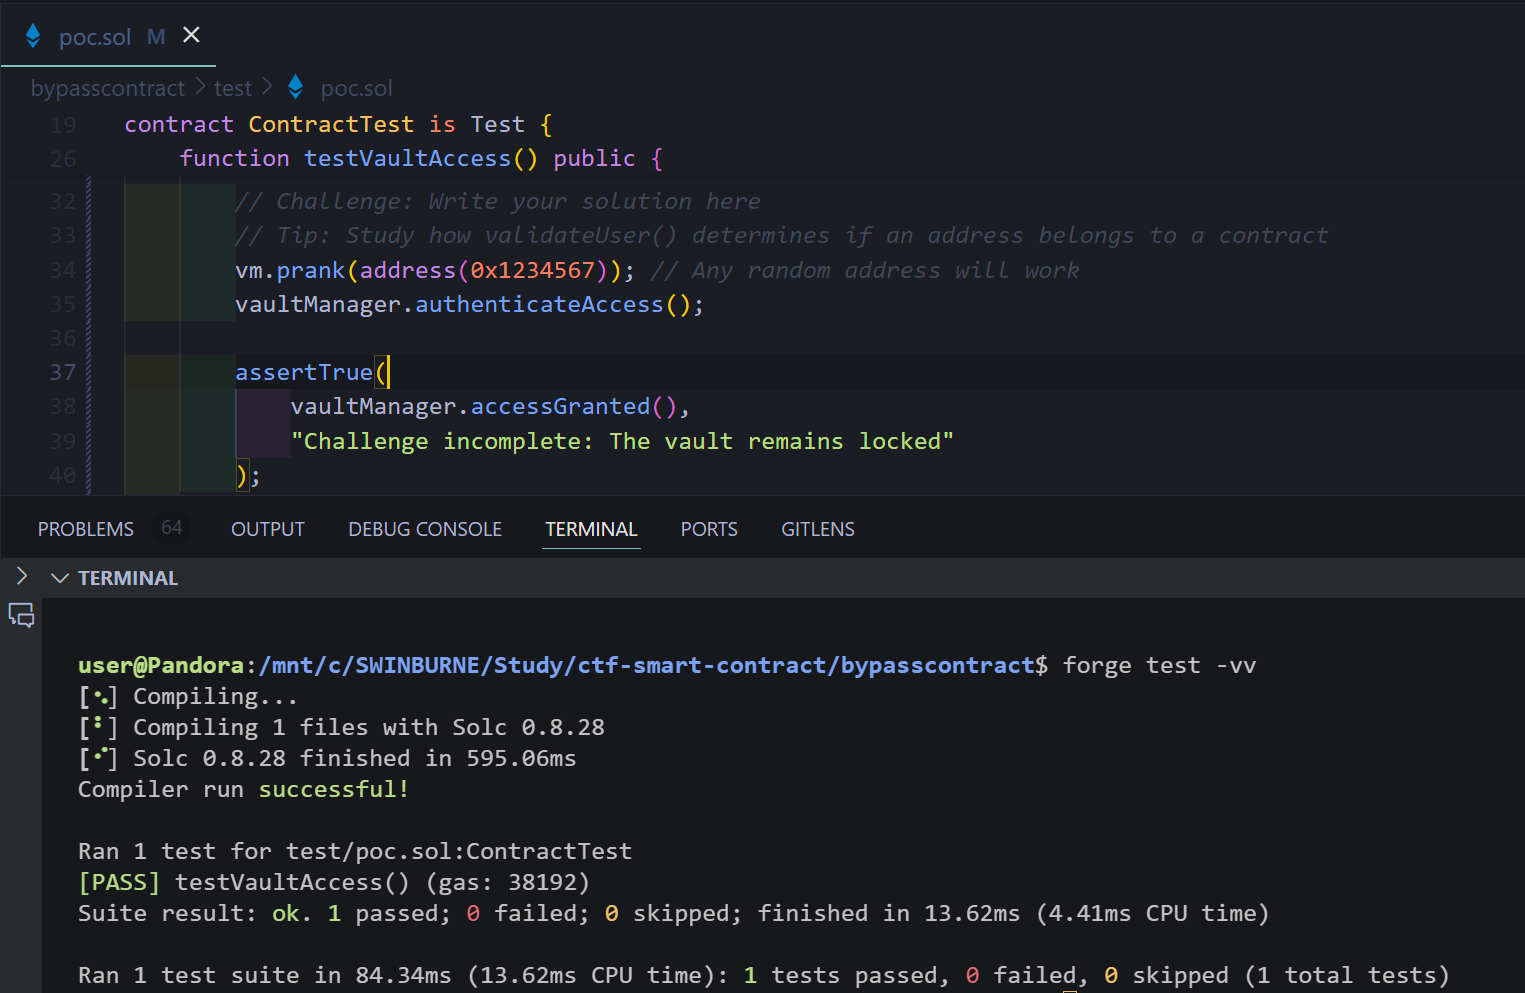 poc.sol M
bypasscontract > test > poc.sol
19 contract ContractTest is Test {
26 function testVaultAccess() public {
32 // Challenge: Write your solution here
33 // Tip: Study how validateUser() determines if an address belongs to a contract
34 vm.prank(address(0x1234567)); // Any random address will work
35 vaultManager.authenticateAccess();
36
37 assertTrue(
38 vaultManager.accessGranted(),
39 "Challenge incomplete: The vault remains locked"
40 );
PROBLEMS 64 OUTPUT DEBUG CONSOLE TERMINAL PORTS GITLENS
TERMINAL
user@Pandora:/mnt/c/SWINBURNE/Study/ctf-smart-contract/bypasscontract$ forge test -vv
[⠢] Compiling...
[⠃] Compiling 1 files with Solc 0.8.28
[⠊] Solc 0.8.28 finished in 595.06ms
Compiler run successful!
Ran 1 test for test/poc.sol:ContractTest
[PASS] testVaultAccess() (gas: 38192)
Suite result: ok. 1 passed; 0 failed; 0 skipped; finished in 13.62ms (4.41ms CPU time)
Ran 1 test suite in 84.34ms (13.62ms CPU time): 1 tests passed, 0 failed, 0 skipped (1 total tests)